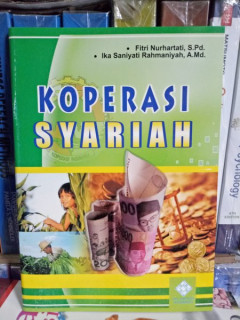 • Fitri Nurhartati, S.Pd.
• Ika Saniyati Rahmaniyah, A.Md.
KOPERASI
SYARIAH